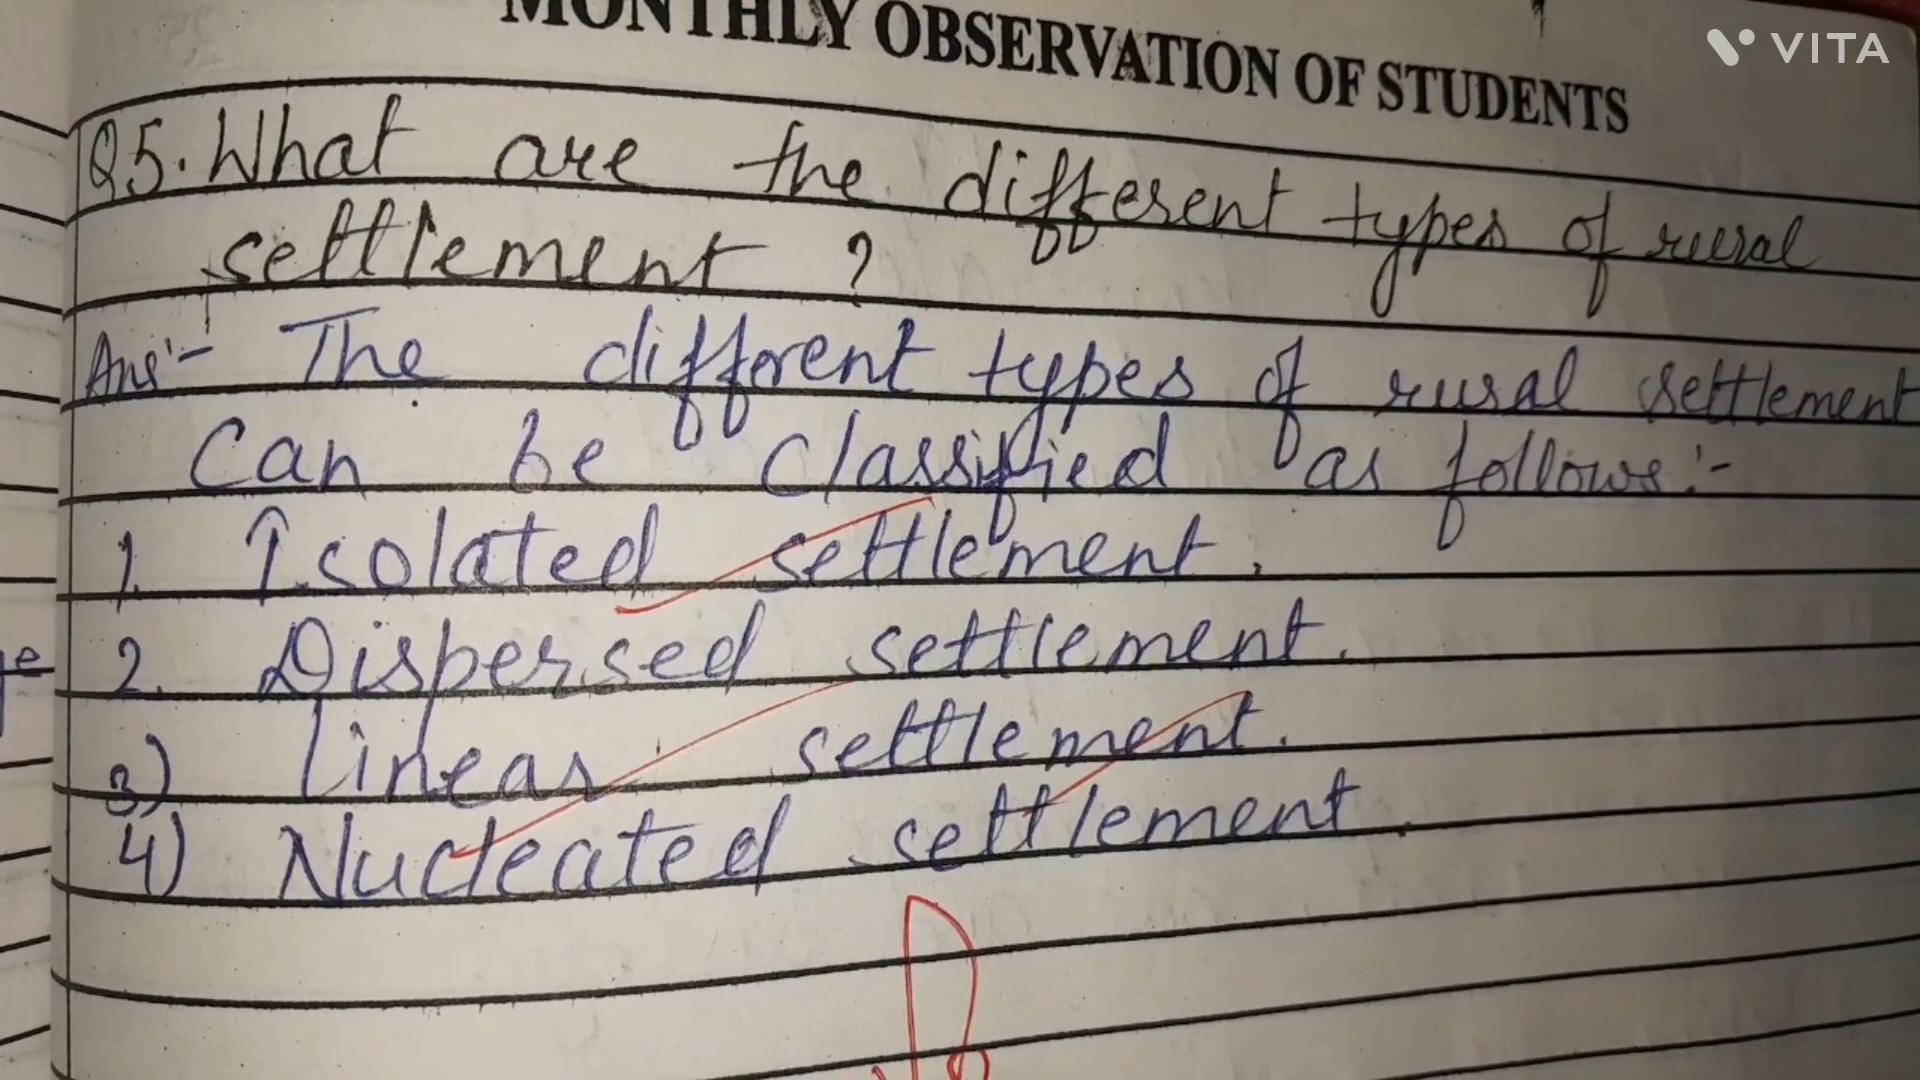 MONTHLY OBSERVATION OF STUDENTS
VITA
Q5. What are the different types of rural
settlement ?
Ans:- The different types of rural settlement
Can be classified as follows:-
1. Isolated settlement.
2. Dispersed settlement.
3) linear settlement.
4) Nucleated settlement.